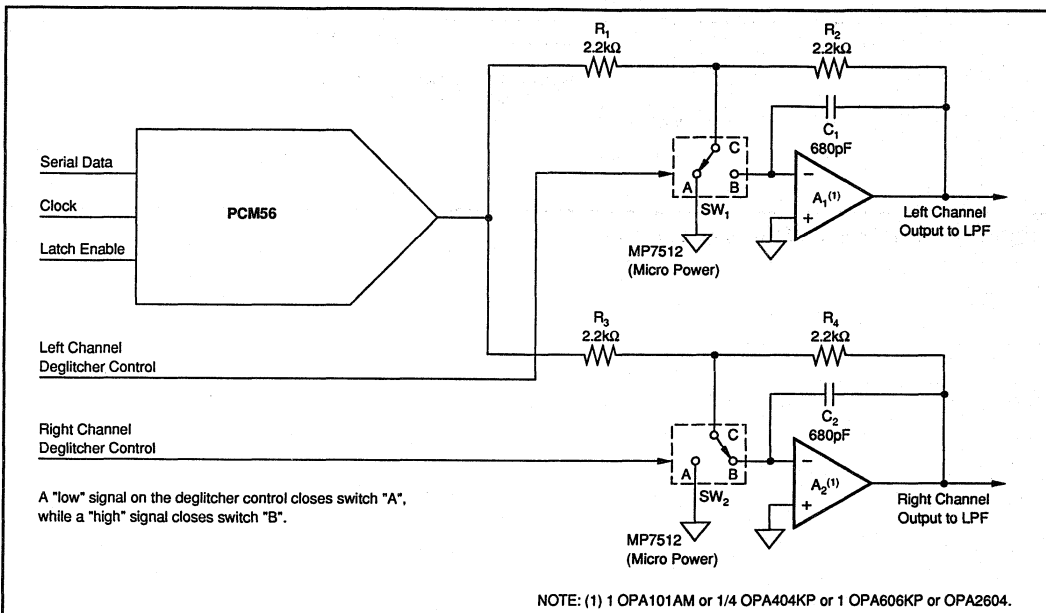 R1
2.2kΩ
R2
2.2kΩ
C1
680pF
C
A
B
SW1
MP7512
(Micro Power)
–
+
A1(1)
Left Channel
Output to LPF
Serial Data
Clock
Latch Enable
PCM56
Left Channel
Deglitcher Control
Right Channel
Deglitcher Control
R3
2.2kΩ
R4
2.2kΩ
C2
680pF
C
A
B
SW2
MP7512
(Micro Power)
–
+
A2(1)
Right Channel
Output to LPF
A "low" signal on the deglitcher control closes switch "A",
while a "high" signal closes switch "B".
NOTE: (1) 1 OPA101AM or 1/4 OPA404KP or 1 OPA606KP or OPA2604.